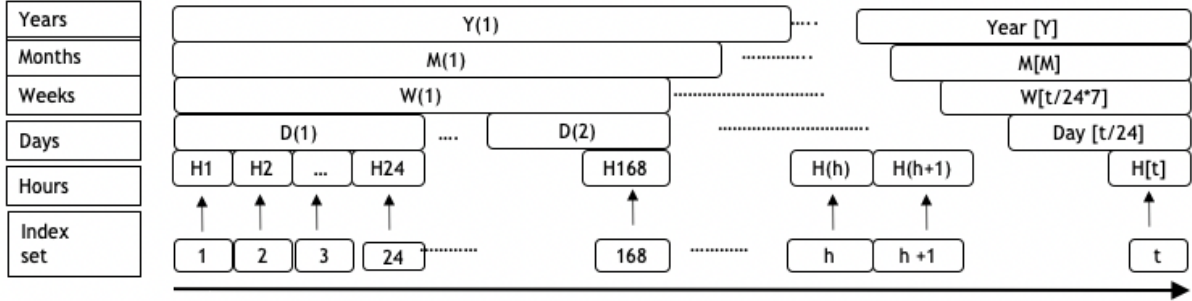 Years Y(1) ..... Year [Y]
Months M(1) ............. M[M]
Weeks W(1) ........................... W[t/24*7]
Days D(1) .... D(2) ........................... Day [t/24]
Hours H1 H2 ... H24 H168 H(h) H(h+1) H[t]
Index
set 1 2 3 24 ........... 168 ........... h h +1 t